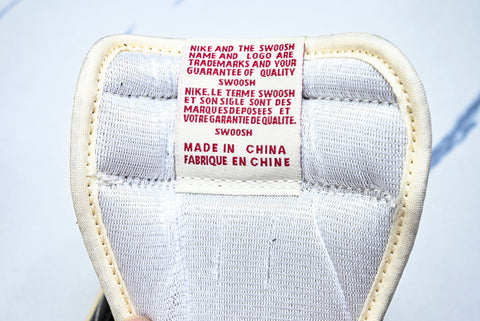 NIKE AND THE SWOOSH
NAME AND LOGO ARE
TRADEMARKS AND YOUR
GUARANTEE OF QUALITY
SWOOSH
NIKE. LE TERME SWOOSH
ET SON SIGLE SONT DES
MARQUES DEPOSEES ET
VOTRE GARANTIE DE QUALITE.
SWOOSH
MADE IN CHINA
FABRIQUE EN CHINE